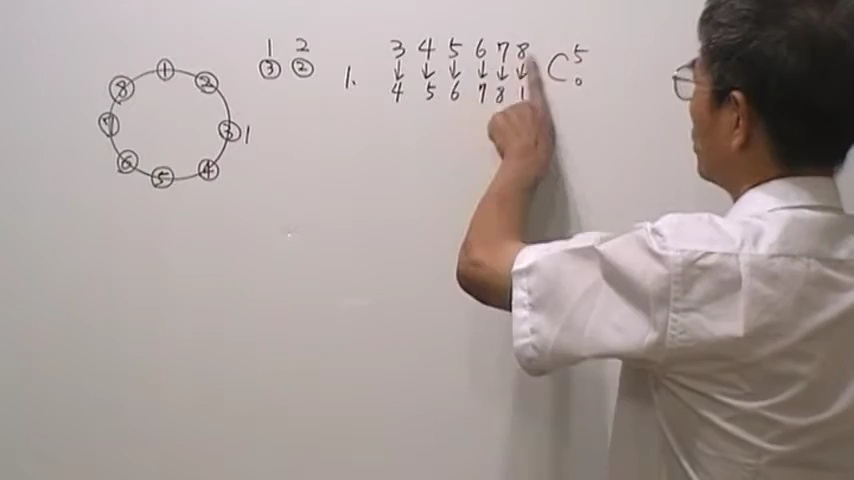 1 2
③ ②
1. 3 4 5 6 7 8
↓ ↓ ↓ ↓ ↓ ↓
4 5 6 7 8 1
C 5 0
① ② ③ 1 ④ ⑤ ⑥ ⑦ ⑧